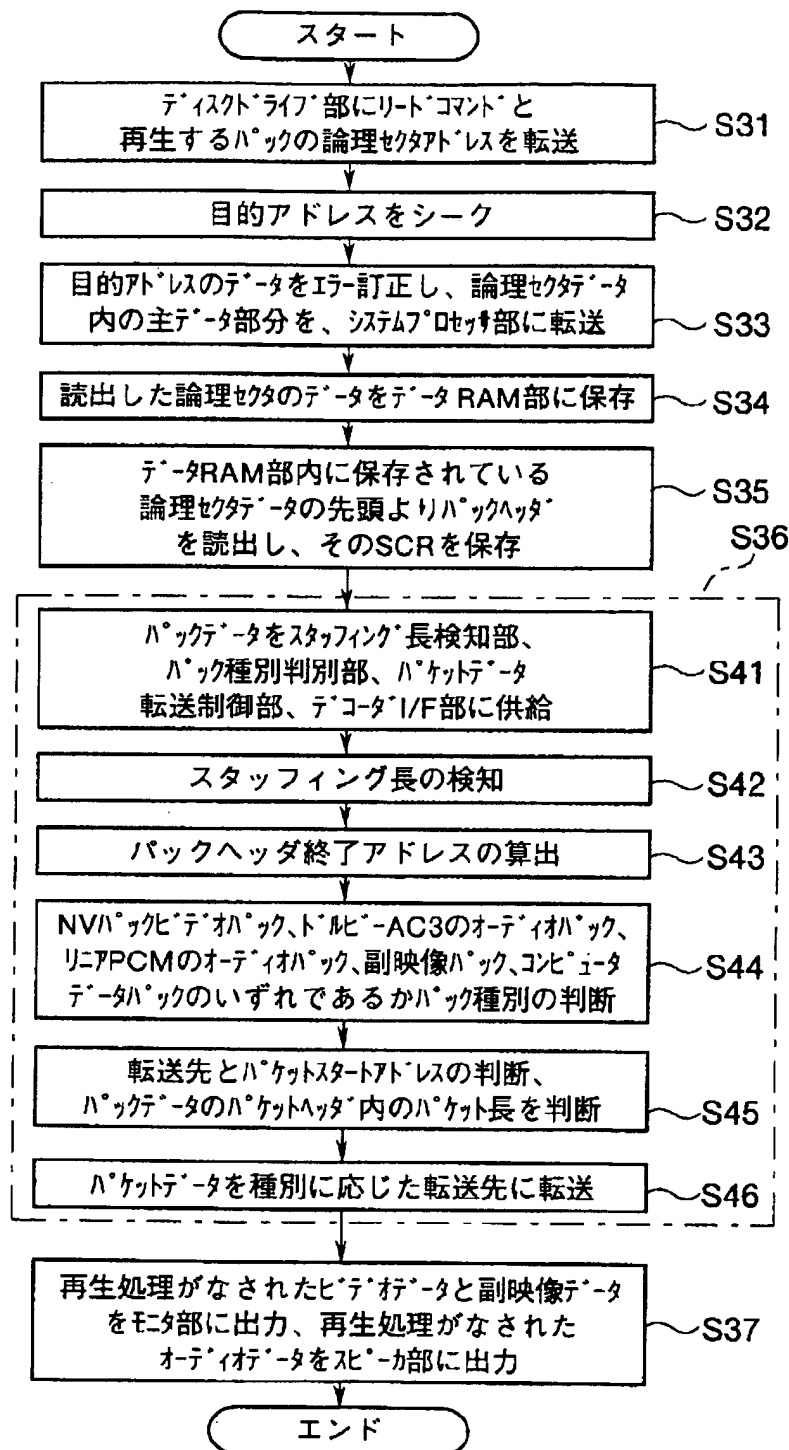 スタート
ディスクドライブ部にリードコマンドと
再生するパックの論理セクタアドレスを転送
S31
目的アドレスをシーク
S32
目的アドレスのデータをエラー訂正し、論理セクタデータ
内の主データ部分を、システムプロセッサ部に転送
S33
読出した論理セクタのデータをデータRAM部に保存
S34
データRAM部内に保存されている
論理セクタデータの先頭よりパックヘッダ
を読出し、そのSCRを保存
S35
S36
パックデータをスタッフィング長検知部、
パック種別判別部、パケットデータ
転送制御部、デコーダI/F部に供給
S41
スタッフィング長の検知
S42
パックヘッダ終了アドレスの算出
S43
NVパックビデオパック、ドルビーAC3のオーディオパック、
リニアPCMのオーディオパック、副映像パック、コンピュータ
データパックのいずれであるかパック種別の判断
S44
転送先とパケットスタートアドレスの判断、
パックデータのパケットヘッダ内のパケット長を判断
S45
パケットデータを種別に応じた転送先に転送
S46
再生処理がなされたビデオデータと副映像データ
をモニタ部に出力、再生処理がなされた
オーディオデータをスピーカ部に出力
S37
エンド